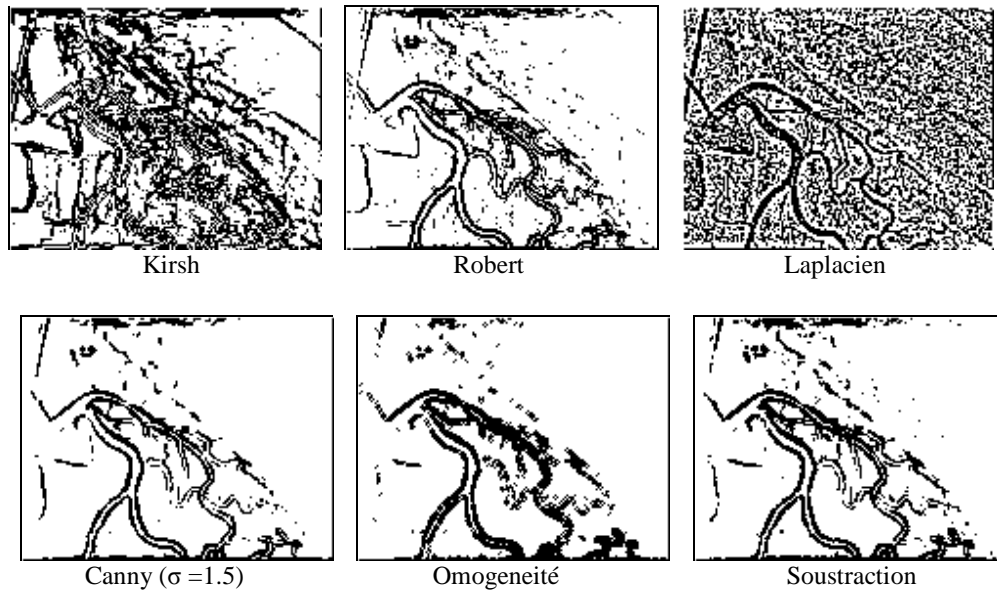 Kirsh
Robert
Laplacien
Canny (σ =1.5)
Omogeneité
Soustraction